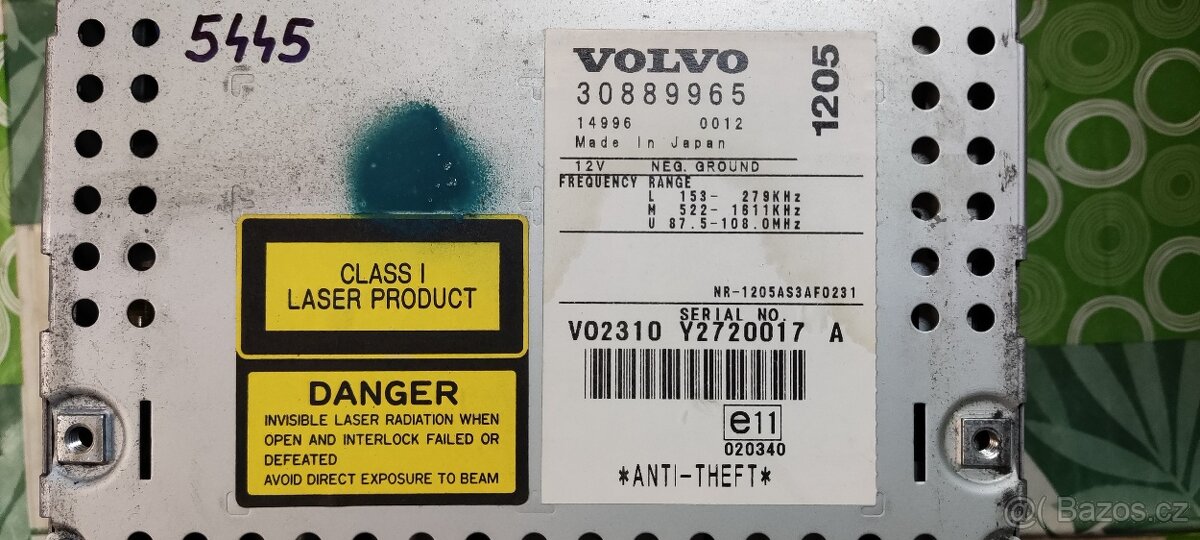 5445
VOLVO
30889965
1205
14996 0012
Made In Japan
12V NEG. GROUND
FREQUENCY RANGE
L 153- 279KHz
M 522- 1611KHz
U 87.5-108.0MHz
NR-1205AS3AF0231
SERIAL NO.
V02310 Y2720017 A
e11
020340
*ANTI-THEFT*
CLASS I
LASER PRODUCT
DANGER
INVISIBLE LASER RADIATION WHEN
OPEN AND INTERLOCK FAILED OR
DEFEATED
AVOID DIRECT EXPOSURE TO BEAM
Bazos.cz